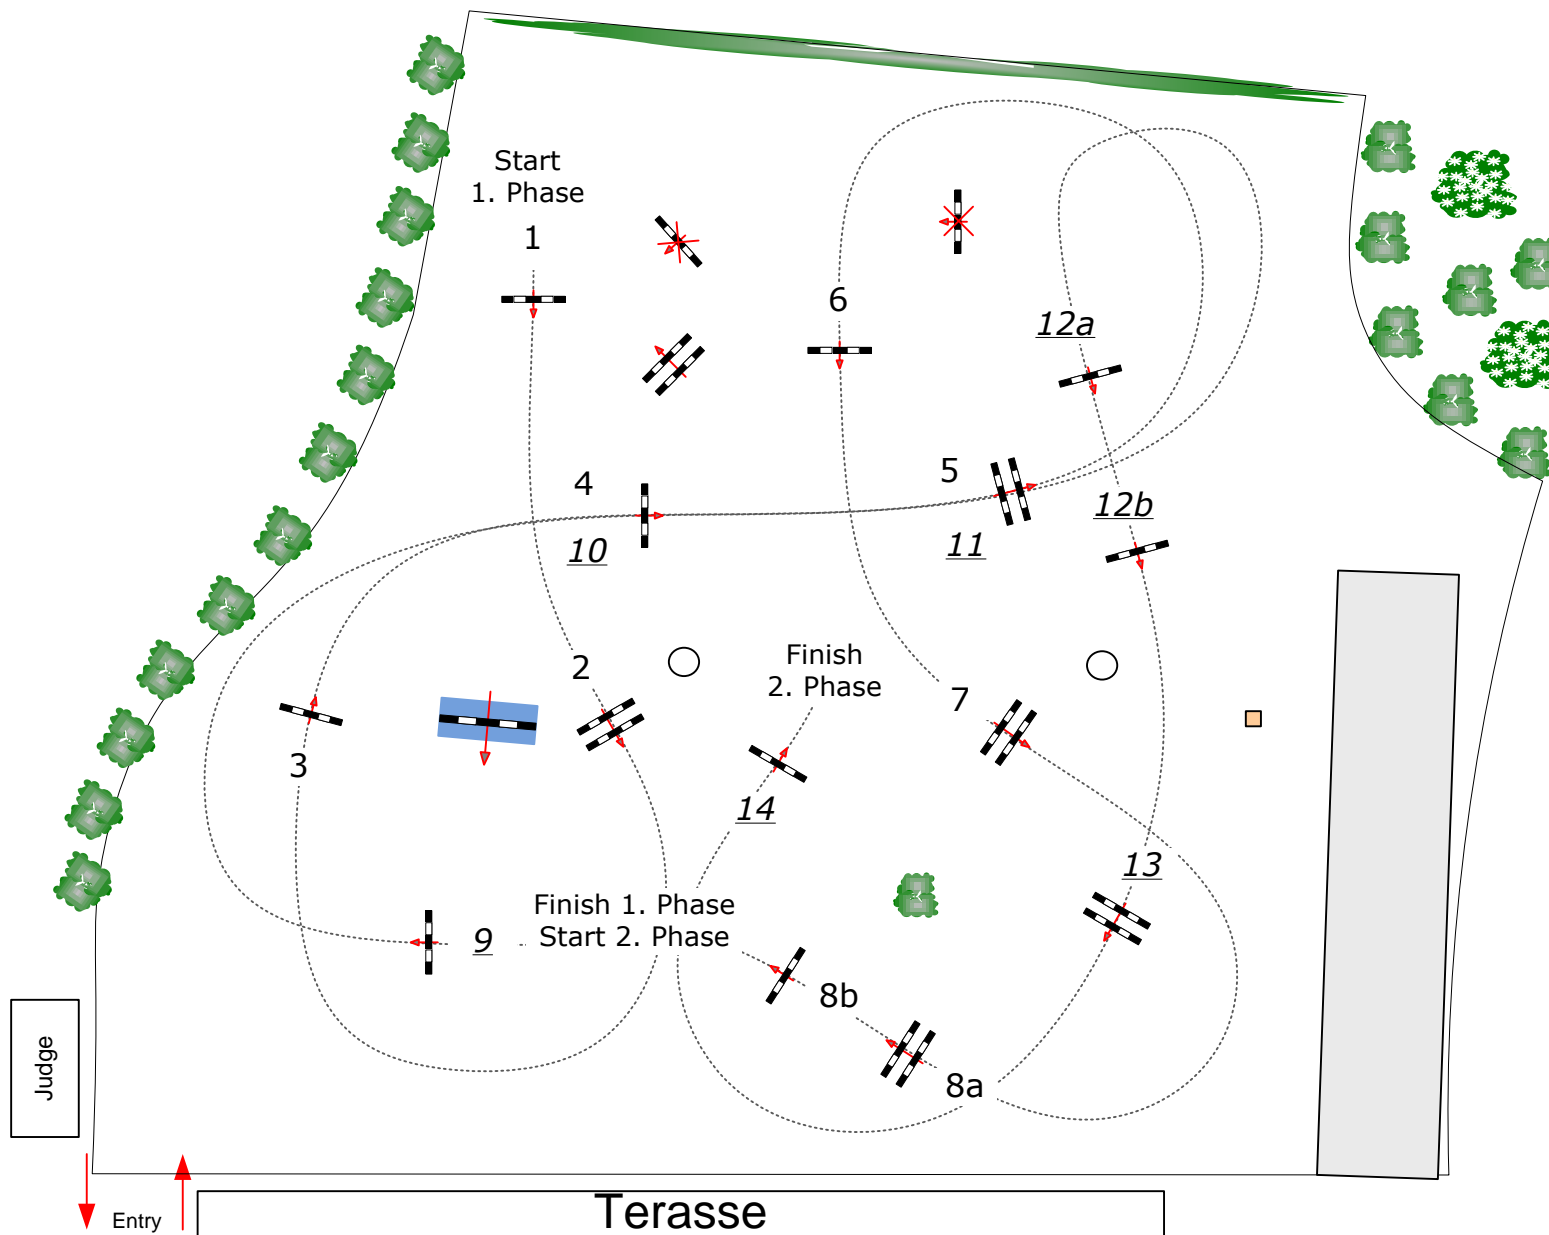 Start
1. Phase
1
6
12a
4
5
12b
10
11
2
Finish
2. Phase
7
3
14
13
Finish 1. Phase
Start 2. Phase
9
8b
8a
Judge
Entry
Terasse